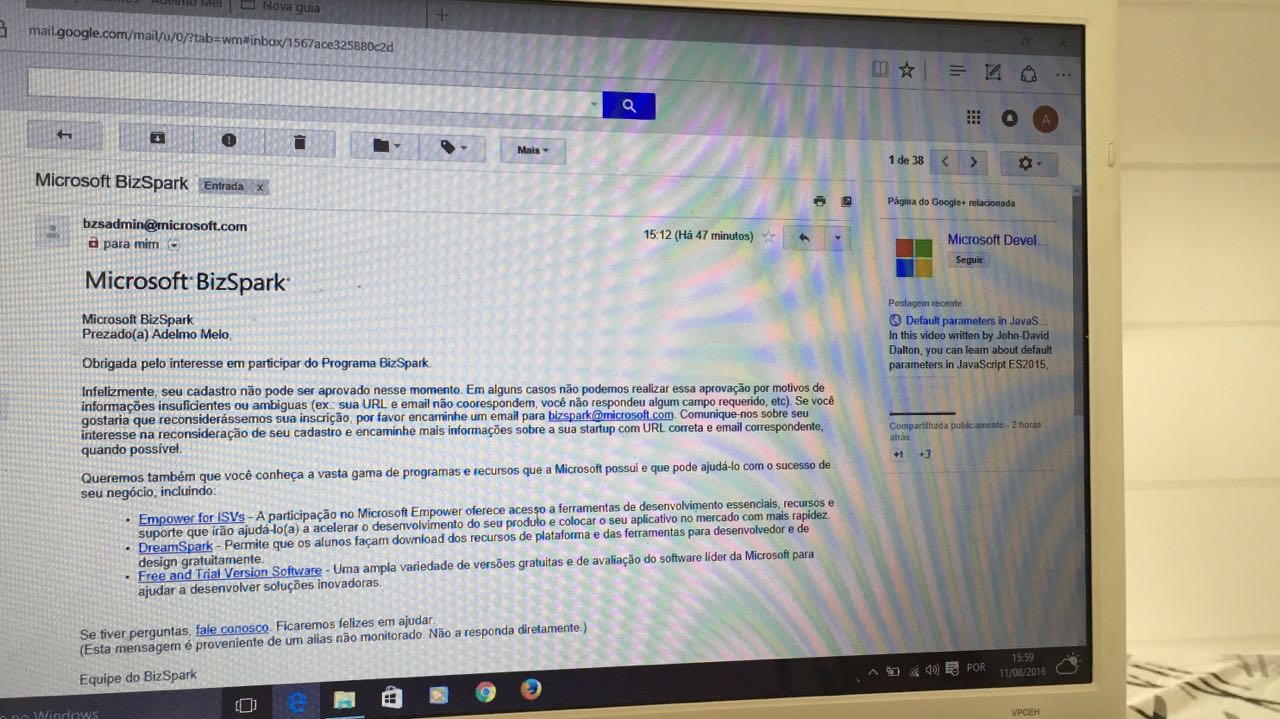 Adelmo Mel
Nova guia
mail.google.com/mail/u/0/?tab=wm#inbox/1567ace325880c2d
Mais
1 de 38
Microsoft BizSpark
Entrada x
Página do Google+ relacionada
bzsadmin@microsoft.com
para mim
15:12 (Há 47 minutos)
Microsoft Devel...
Seguir
Microsoft BizSpark
Microsoft BizSpark
Prezado(a) Adelmo Melo,
Obrigada pelo interesse em participar do Programa BizSpark.
Infelizmente, seu cadastro não pode ser aprovado nesse momento. Em alguns casos não podemos realizar essa aprovação por motivos de
informações insuficientes ou ambiguas (ex.: sua URL e email não coorespondem, você não respondeu algum campo requerido, etc). Se você
gostaria que reconsiderássemos sua inscrição, por favor encaminhe um email para bizspark@microsoft.com. Comunique-nos sobre seu
interesse na reconsideração de seu cadastro e encaminhe mais informações sobre a sua startup com URL correta e email correspondente,
quando possível.
Queremos também que você conheça a vasta gama de programas e recursos que a Microsoft possui e que pode ajudá-lo com o sucesso de
seu negócio, incluindo:
• Empower for ISVs - A participação no Microsoft Empower oferece acesso a ferramentas de desenvolvimento essenciais, recursos e
suporte que irão ajudá-lo(a) a acelerar o desenvolvimento do seu produto e colocar o seu aplicativo no mercado com mais rapidez.
• DreamSpark - Permite que os alunos façam download dos recursos de plataforma e das ferramentas para desenvolvedor e de
design gratuitamente.
• Free and Trial Version Software - Uma ampla variedade de versões gratuitas e de avaliação do software líder da Microsoft para
ajudar a desenvolver soluções inovadoras.
Se tiver perguntas, fale conosco. Ficaremos felizes em ajudar.
(Esta mensagem é proveniente de um alias não monitorado. Não a responda diretamente.)
Equipe do BizSpark
Postagem recente
Default parameters in JavaS...
In this video written by John-David
Dalton, you can learn about default
parameters in JavaScript ES2015,
Compartilhada publicamente - 2 horas
atrás
+1 +3
A
no Windows
POR
15:59
11/08/2016
VPCEH